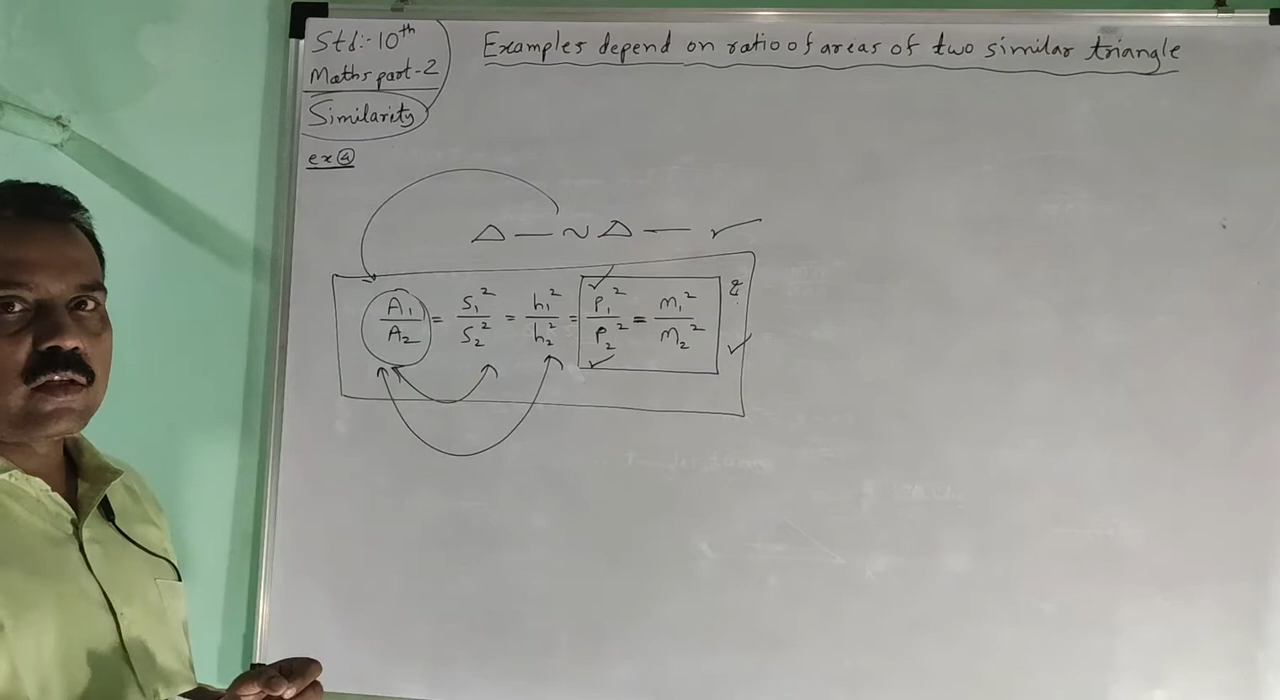 Std:- 10th
Maths part-2
Similarity
Examples depend on ratio of areas of two similar triangle
ex ④
△ — ~ △ — ✓
A₁/A₂ = S₁²/S₂² = h₁²/h₂² = P₁²/P₂² = m₁²/m₂²